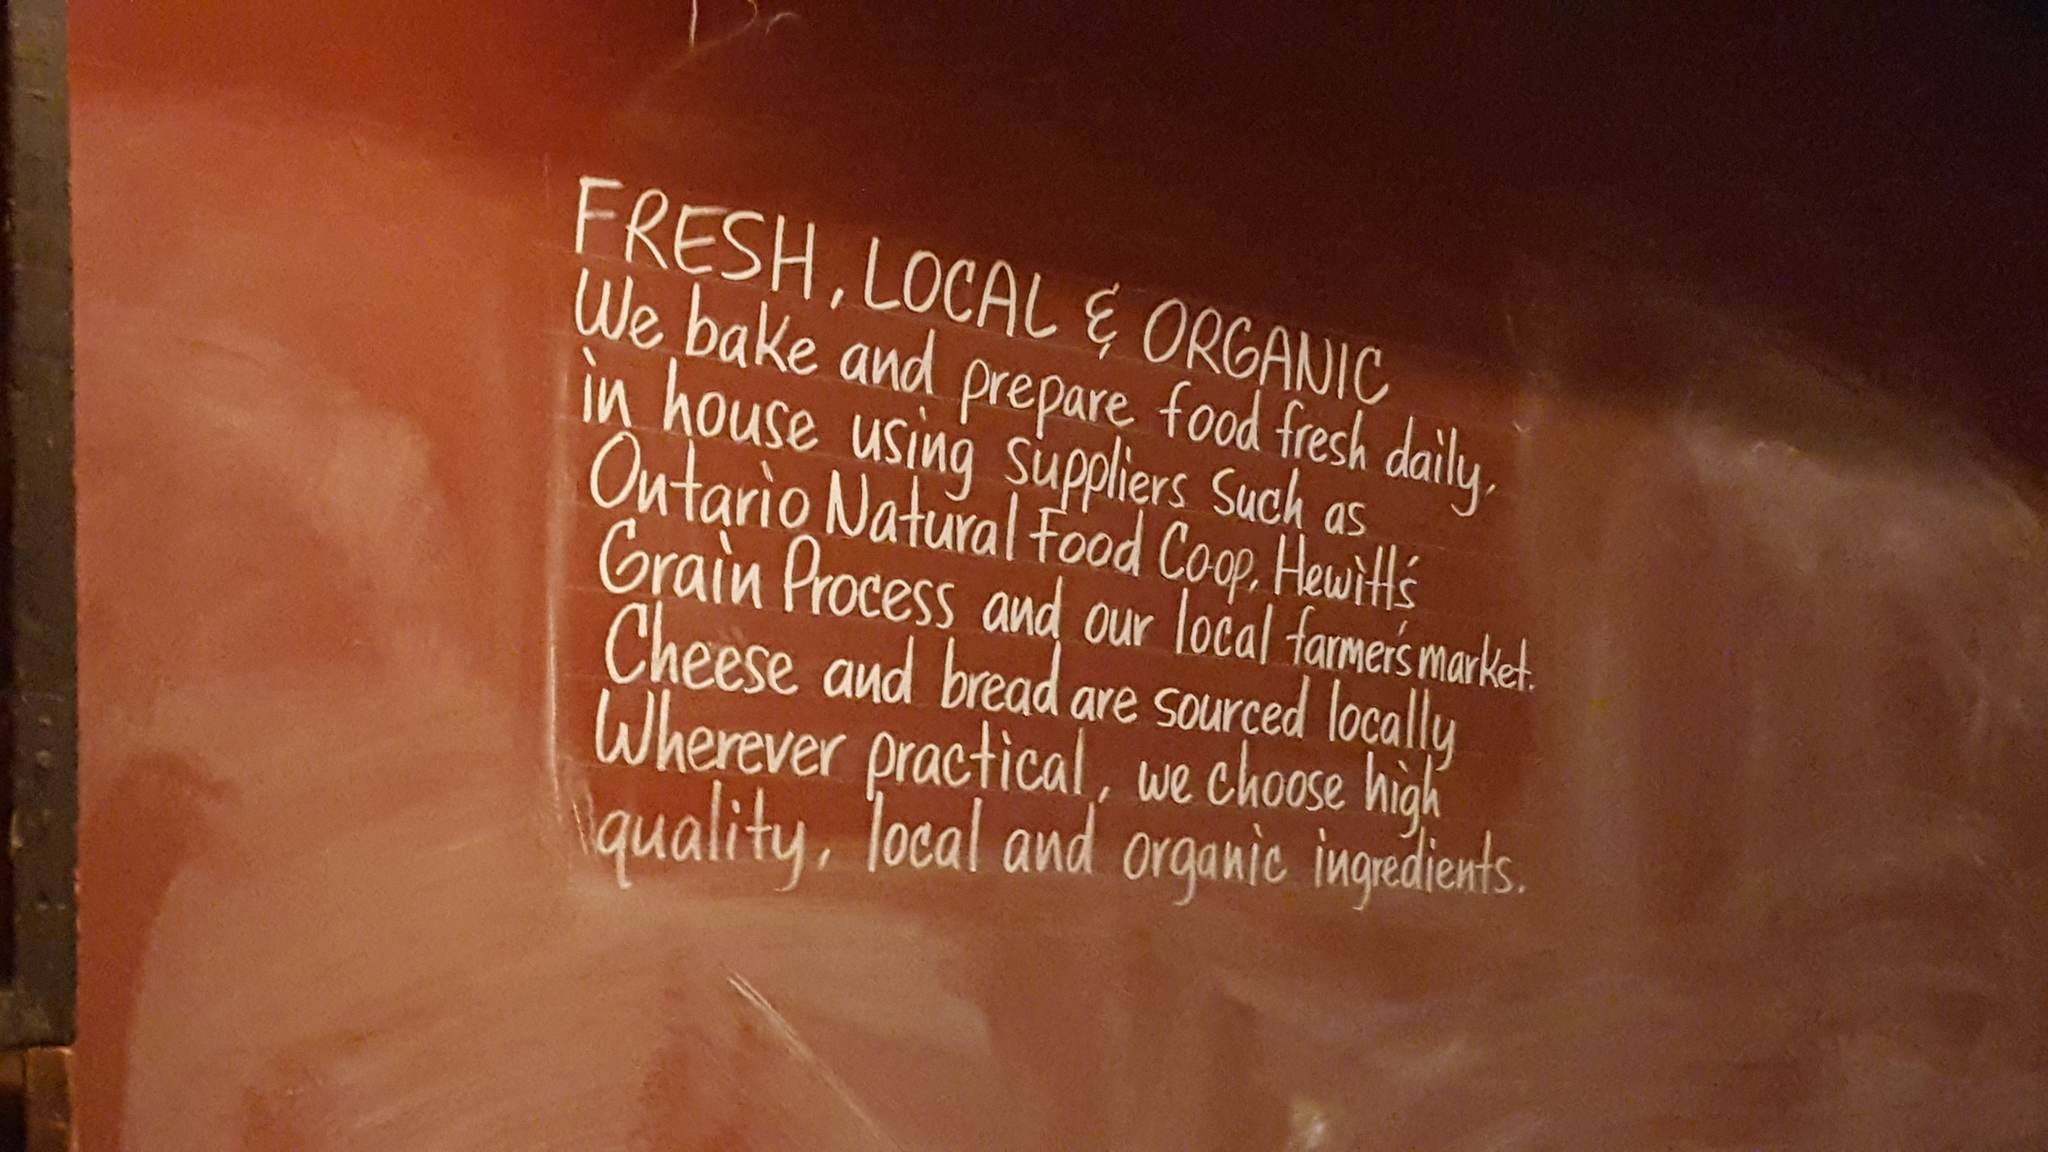 FRESH, LOCAL & ORGANIC
We bake and prepare food fresh daily,
in house using suppliers such as
Ontario Natural Food Co-op, Hewitt's
Grain Process and our local farmer's market.
Cheese and bread are sourced locally
Wherever practical, we choose high
quality, local and organic ingredients.